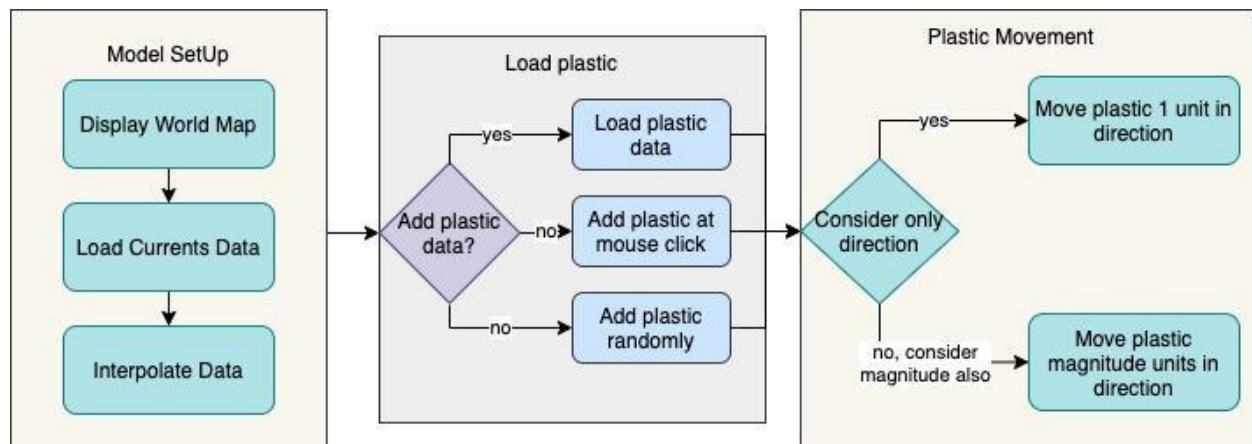 Model SetUp
Display World Map
Load Currents Data
Interpolate Data
Load plastic
Add plastic
data?
yes
Load plastic
data
no
Add plastic at
mouse click
no
Add plastic
randomly
Plastic Movement
Consider only
direction
yes
Move plastic 1 unit in
direction
no, consider
magnitude also
Move plastic
magnitude units in
direction